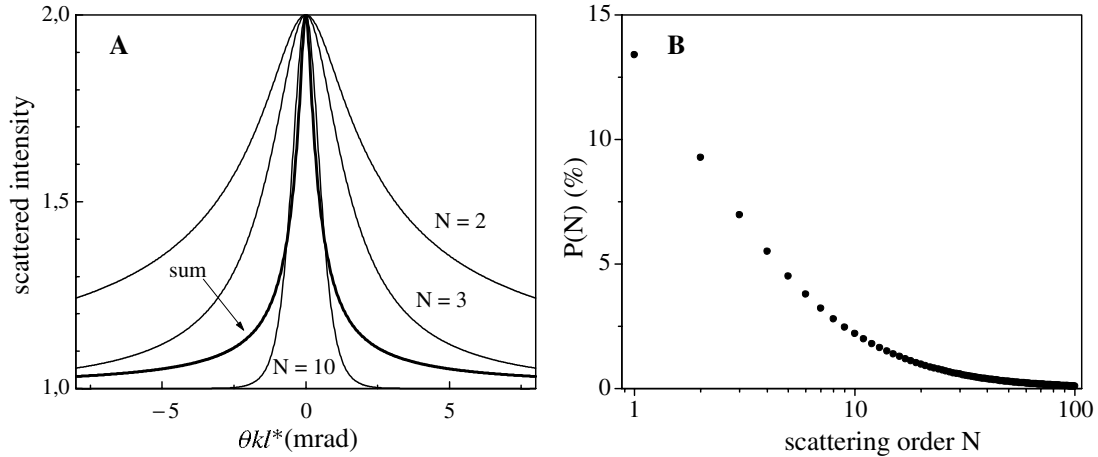 A
scattered intensity
2,0
1,5
1,0
N = 2
sum
N = 3
N = 10
−5
0
5
θkl*(mrad)
B
P(N) (%)
15
10
5
0
1
10
100
scattering order N